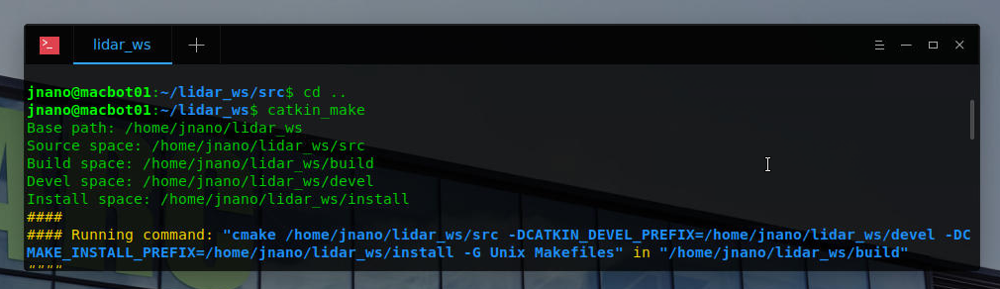 lidar_ws
jnano@macbot01:~/lidar_ws/src$ cd ..
jnano@macbot01:~/lidar_ws$ catkin_make
Base path: /home/jnano/lidar_ws
Source space: /home/jnano/lidar_ws/src
Build space: /home/jnano/lidar_ws/build
Devel space: /home/jnano/lidar_ws/devel
Install space: /home/jnano/lidar_ws/install
####
#### Running command: "cmake /home/jnano/lidar_ws/src -DCATKIN_DEVEL_PREFIX=/home/jnano/lidar_ws/devel -DC
MAKE_INSTALL_PREFIX=/home/jnano/lidar_ws/install -G Unix Makefiles" in "/home/jnano/lidar_ws/build"
####